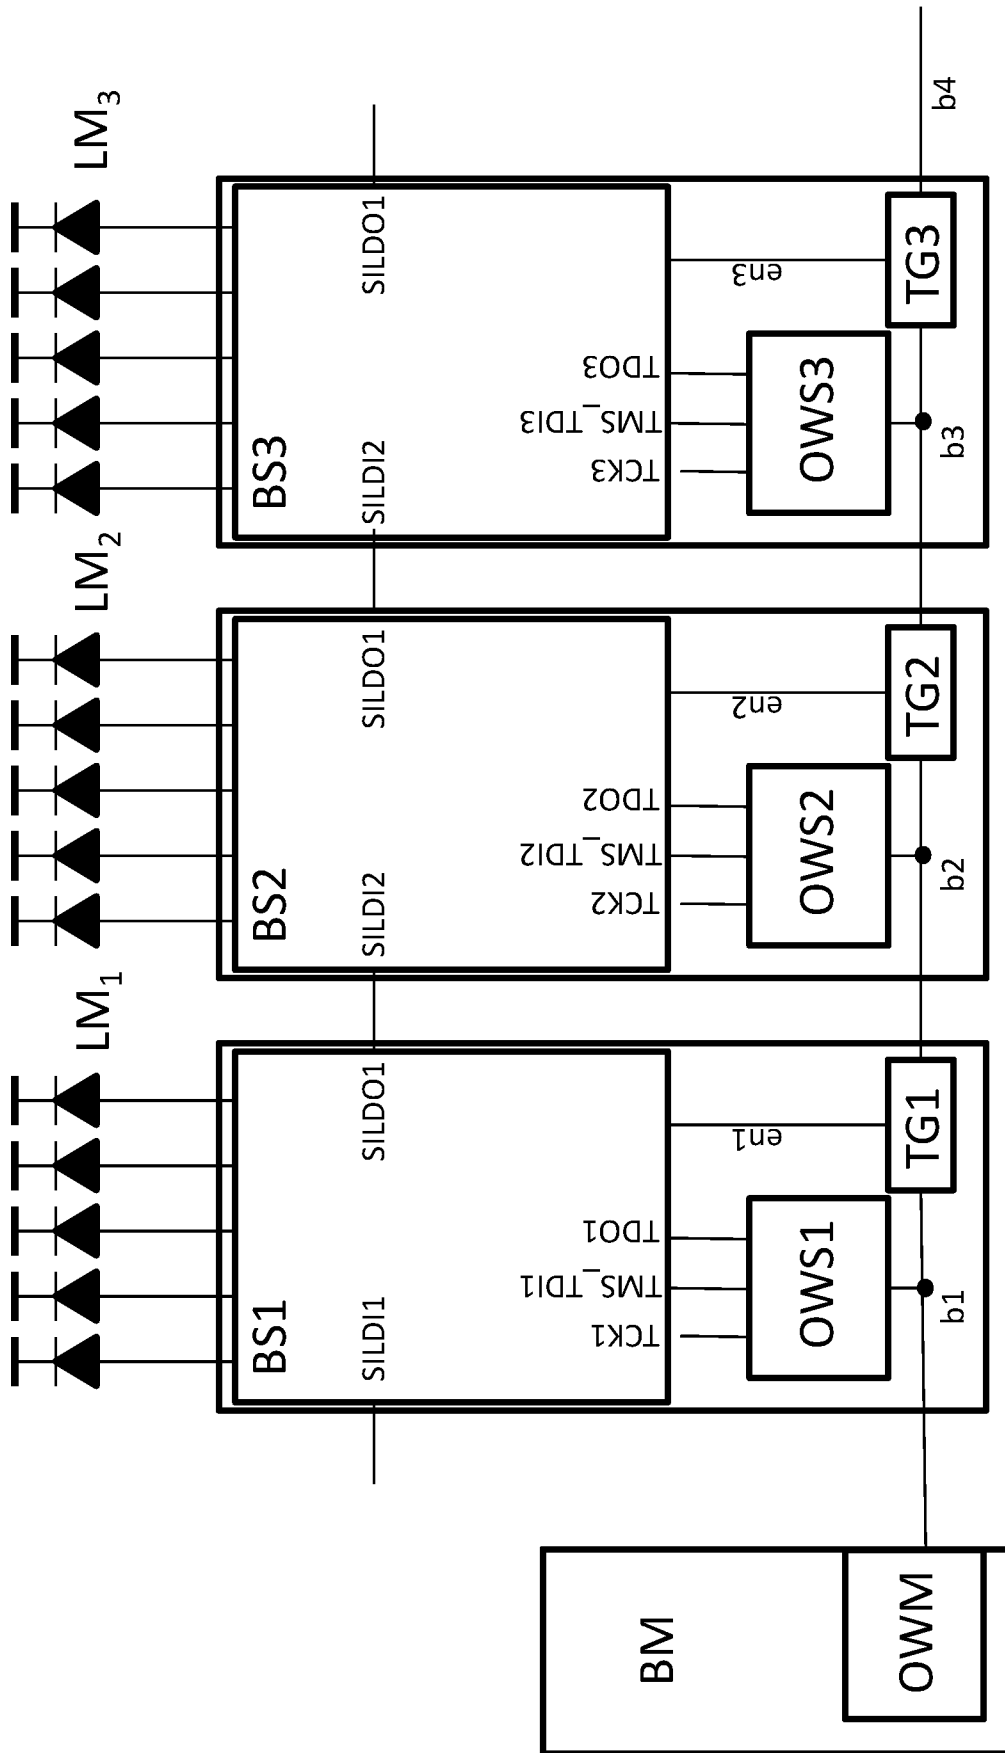 LM₁
LM₂
LM₃
BS1
SILDI1
SILDO1
TCK1
TMS_TDI1
TDO1
en1
OWS1
TG1
b1
BS2
SILDI2
SILDO1
TCK2
TMS_TDI2
TDO2
en2
OWS2
TG2
b2
BS3
SILDI2
SILDO1
TCK3
TMS_TDI3
TDO3
en3
OWS3
TG3
b3
b4
BM
OWM